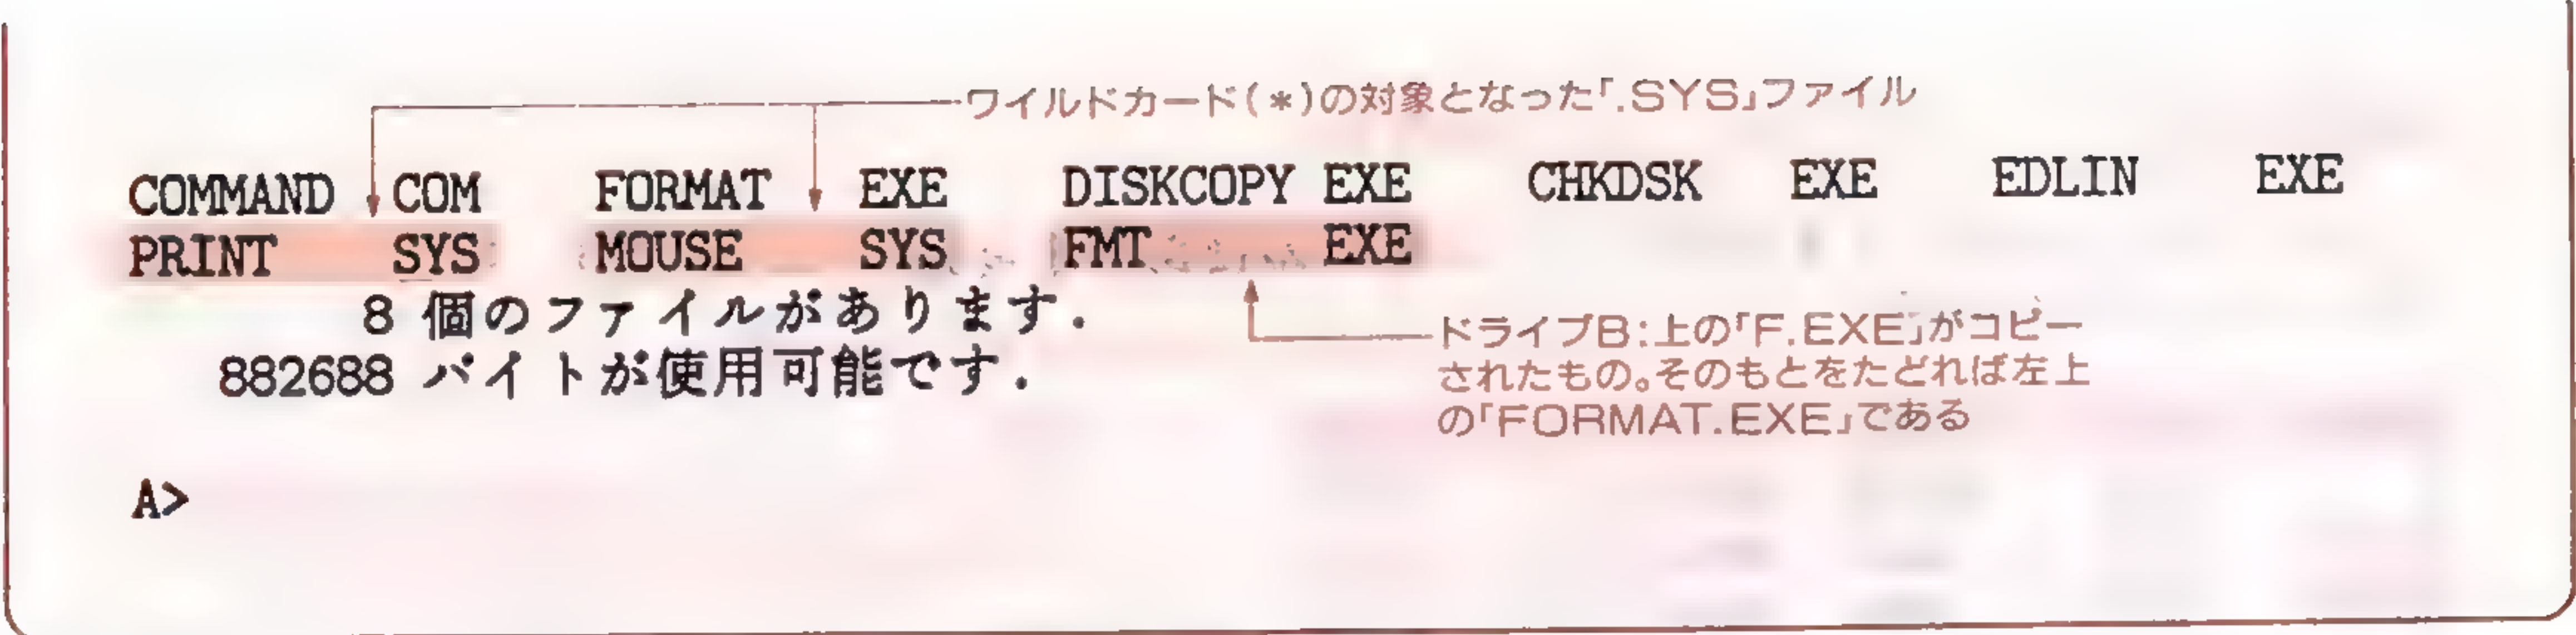 ワイルドカード(*)の対象となった「.SYS」ファイル
COMMAND COM FORMAT EXE DISKCOPY EXE CHKDSK EXE EDLIN EXE
PRINT SYS MOUSE SYS FMT EXE
8 個のファイルがあります.
882688 バイトが使用可能です.
ドライブB:上の「F.EXE」がコピー
されたもの。そのもとをたどれば左上
の「FORMAT.EXE」である
A>